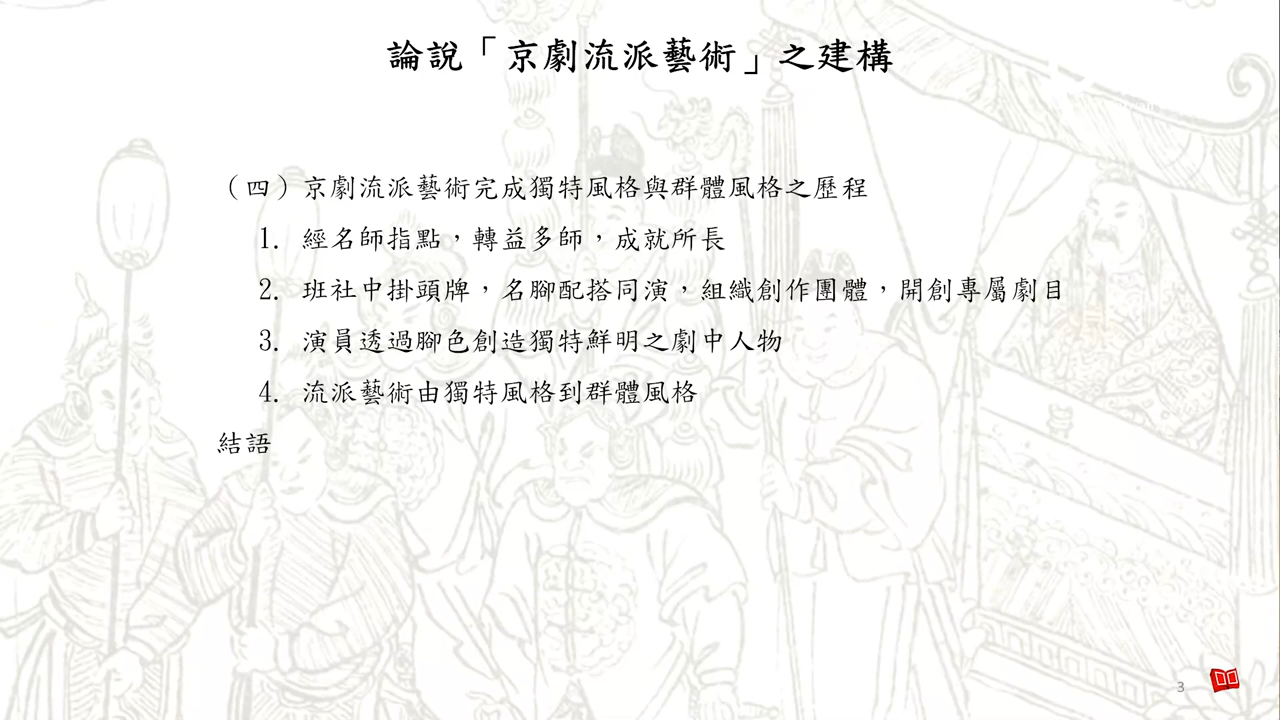 論說「京劇流派藝術」之建構
（四）京劇流派藝術完成獨特風格與群體風格之歷程
1. 經名師指點，轉益多師，成就所長
2. 班社中掛頭牌，名腳配搭同演，組織創作團體，開創專屬劇目
3. 演員透過腳色創造獨特鮮明之劇中人物
4. 流派藝術由獨特風格到群體風格
結語
3